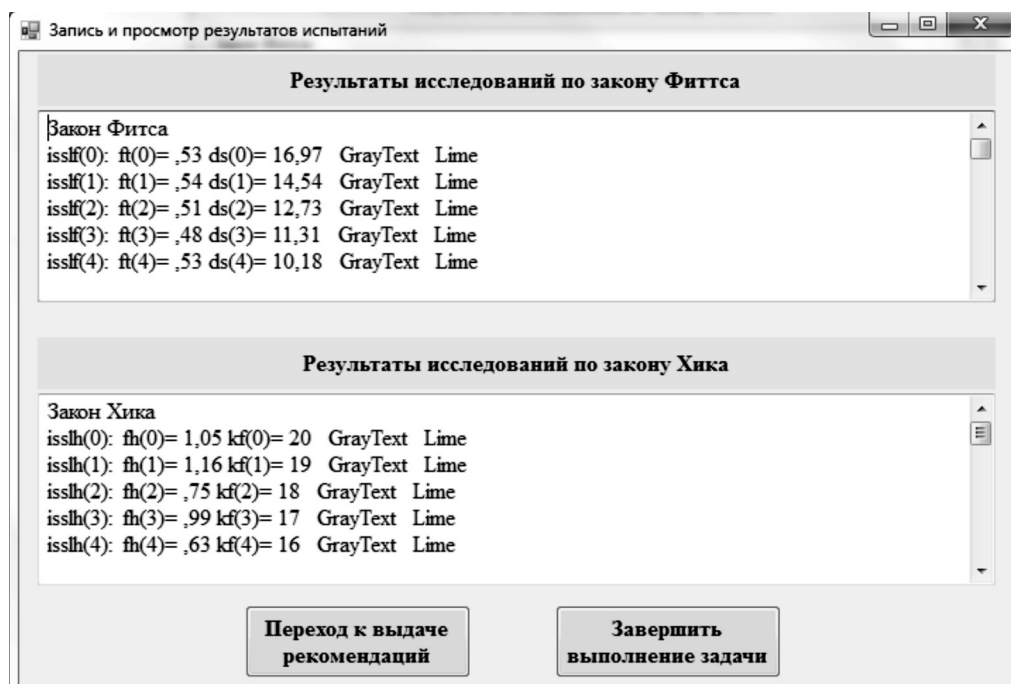 Запись и просмотр результатов испытаний
Результаты исследований по закону Фиттса
Закон Фитса
isslf(0): ft(0)= ,53 ds(0)= 16,97 GrayText Lime
isslf(1): ft(1)= ,54 ds(1)= 14,54 GrayText Lime
isslf(2): ft(2)= ,51 ds(2)= 12,73 GrayText Lime
isslf(3): ft(3)= ,48 ds(3)= 11,31 GrayText Lime
isslf(4): ft(4)= ,53 ds(4)= 10,18 GrayText Lime
Результаты исследований по закону Хика
Закон Хика
isslh(0): fh(0)= 1,05 kf(0)= 20 GrayText Lime
isslh(1): fh(1)= 1,16 kf(1)= 19 GrayText Lime
isslh(2): fh(2)= ,75 kf(2)= 18 GrayText Lime
isslh(3): fh(3)= ,99 kf(3)= 17 GrayText Lime
isslh(4): fh(4)= ,63 kf(4)= 16 GrayText Lime
Переход к выдаче
рекомендаций
Завершить
выполнение задачи